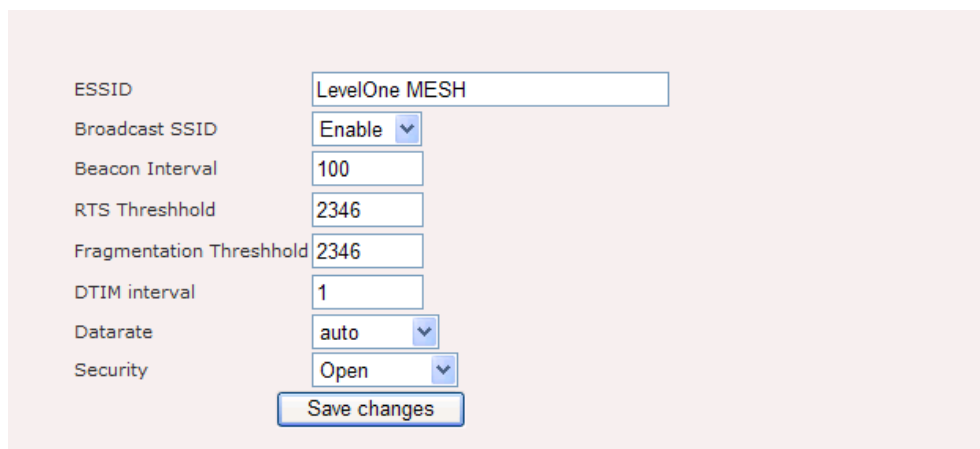 ESSID LevelOne MESH
Broadcast SSID Enable
Beacon Interval 100
RTS Threshhold 2346
Fragmentation Threshhold 2346
DTIM interval 1
Datarate auto
Security Open
Save changes